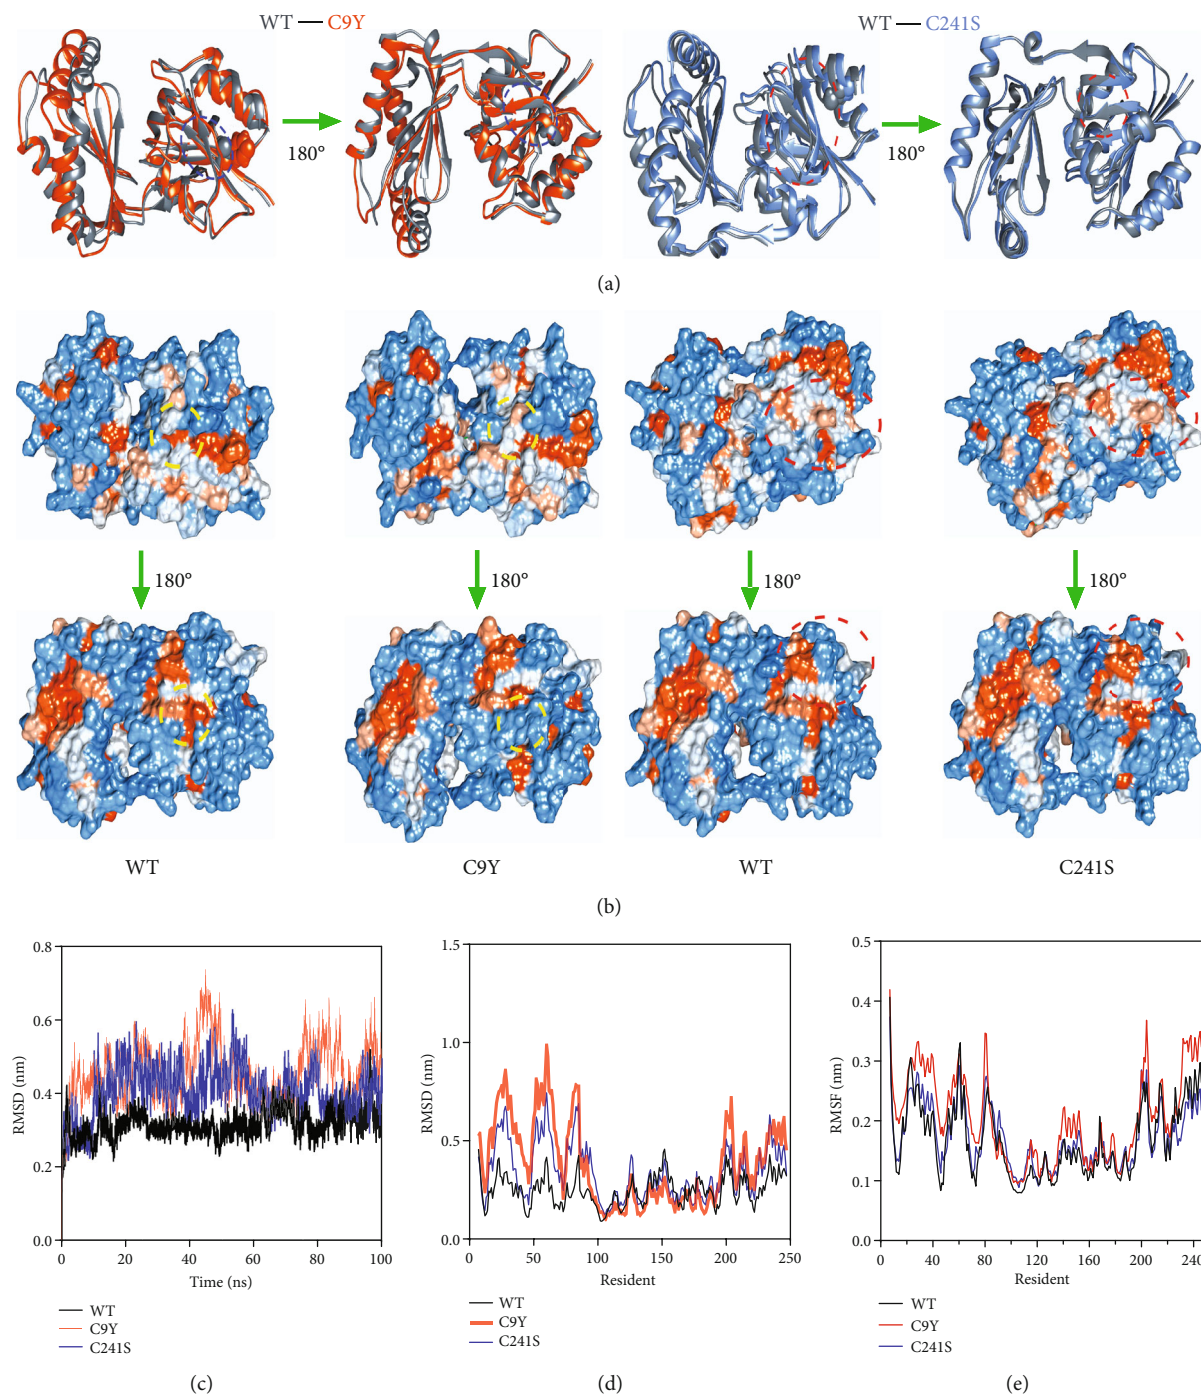 WT — C9Y
WT — C241S
180°
180°
(a)
180°
180°
180°
180°
WT
C9Y
WT
C241S
(b)
0.8
0.6
0.4
0.2
0.0
RMSD (nm)
0
20
40
60
80
100
Time (ns)
WT
C9Y
C241S
(c)
1.5
1.0
0.5
0.0
RMSD (nm)
0
50
100
150
200
250
Resident
WT
C9Y
C241S
(d)
0.5
0.4
0.3
0.2
0.1
0.0
RMSF (nm)
0
40
80
120
160
200
240
Resident
WT
C9Y
C241S
(e)